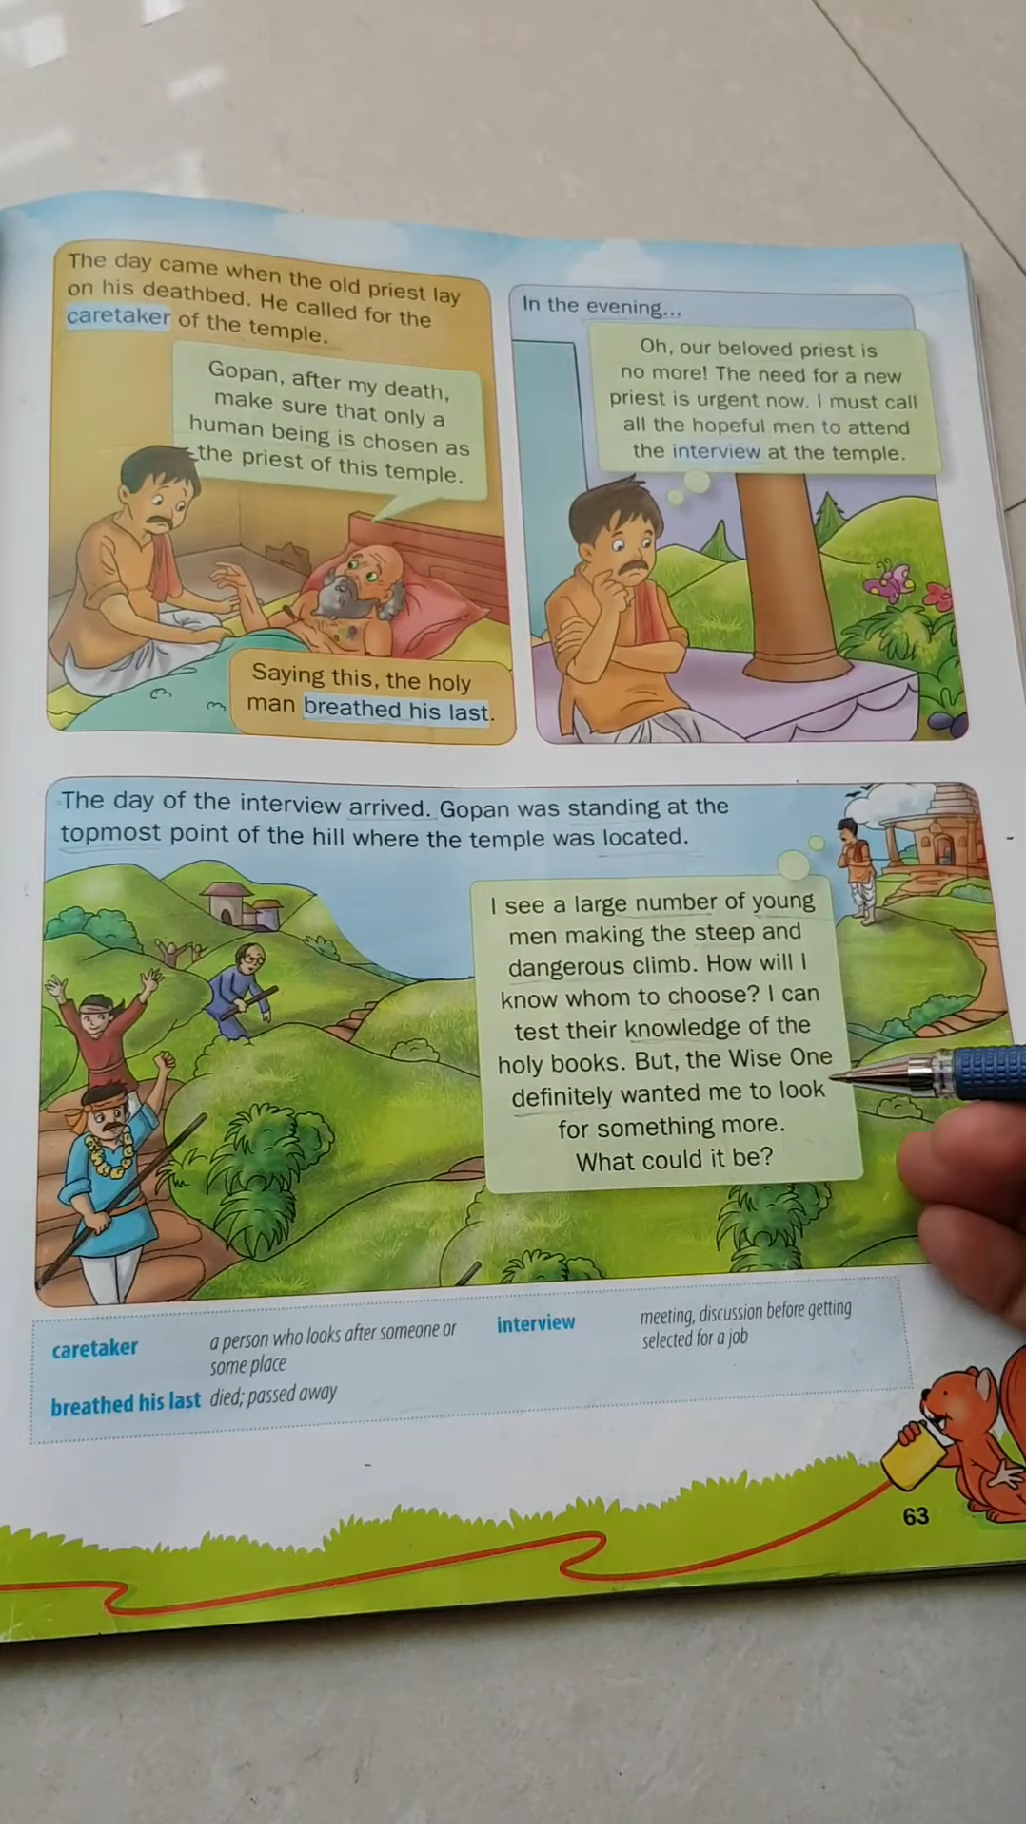 The day came when the old priest lay
on his deathbed. He called for the
caretaker of the temple.
Gopan, after my death,
make sure that only a
human being is chosen as
the priest of this temple.
Saying this, the holy
man breathed his last.
In the evening...
Oh, our beloved priest is
no more! The need for a new
priest is urgent now. I must call
all the hopeful men to attend
the interview at the temple.
The day of the interview arrived. Gopan was standing at the
topmost point of the hill where the temple was located.
I see a large number of young
men making the steep and
dangerous climb. How will I
know whom to choose? I can
test their knowledge of the
holy books. But, the Wise One
definitely wanted me to look
for something more.
What could it be?
caretaker a person who looks after someone or
some place
breathed his last died; passed away
interview meeting, discussion before getting
selected for a job
63